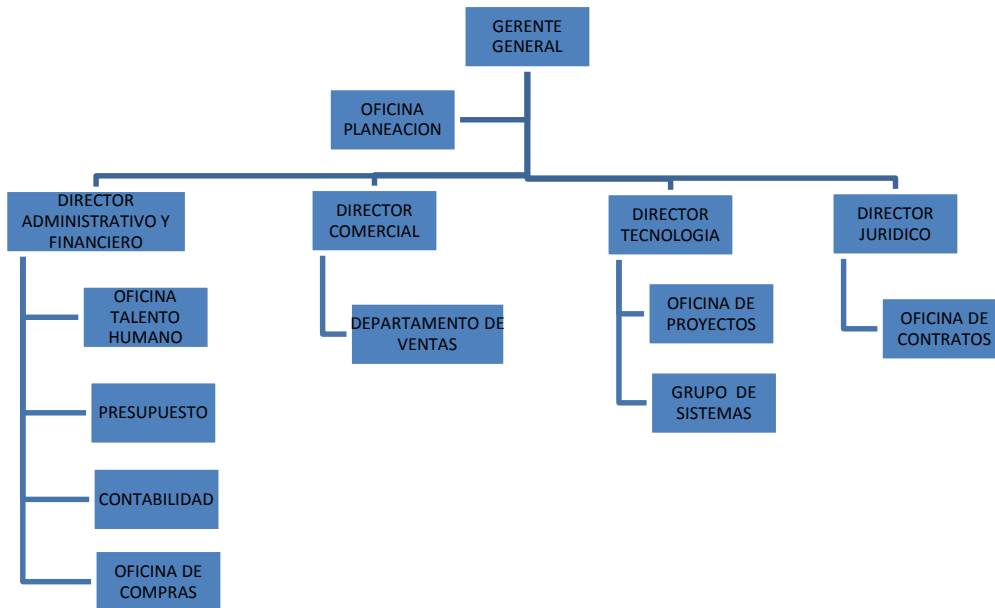 GERENTE
GENERAL
OFICINA
PLANEACION
DIRECTOR
ADMINISTRATIVO Y
FINANCIERO
OFICINA
TALENTO
HUMANO
PRESUPUESTO
CONTABILIDAD
OFICINA DE
COMPRAS
DIRECTOR
COMERCIAL
DEPARTAMENTO DE
VENTAS
DIRECTOR
TECNOLOGIA
OFICINA DE
PROYECTOS
GRUPO DE
SISTEMAS
DIRECTOR
JURIDICO
OFICINA DE
CONTRATOS